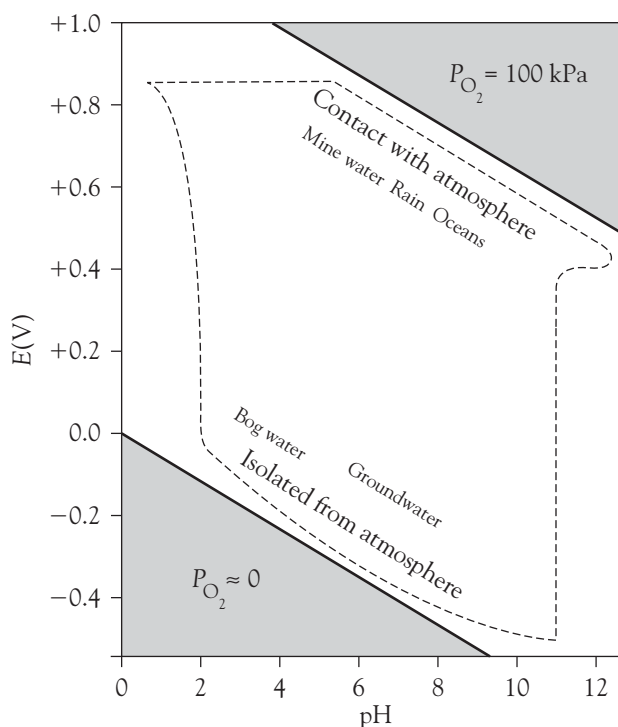 +1.0
P_O2 = 100 kPa
+0.8
Contact with atmosphere
Mine water Rain Oceans
+0.6
+0.4
E(V)
+0.2
0.0
Bog water
Groundwater
Isolated from atmosphere
−0.2
P_O2 ≈ 0
−0.4
0 2 4 6 8 10 12
pH